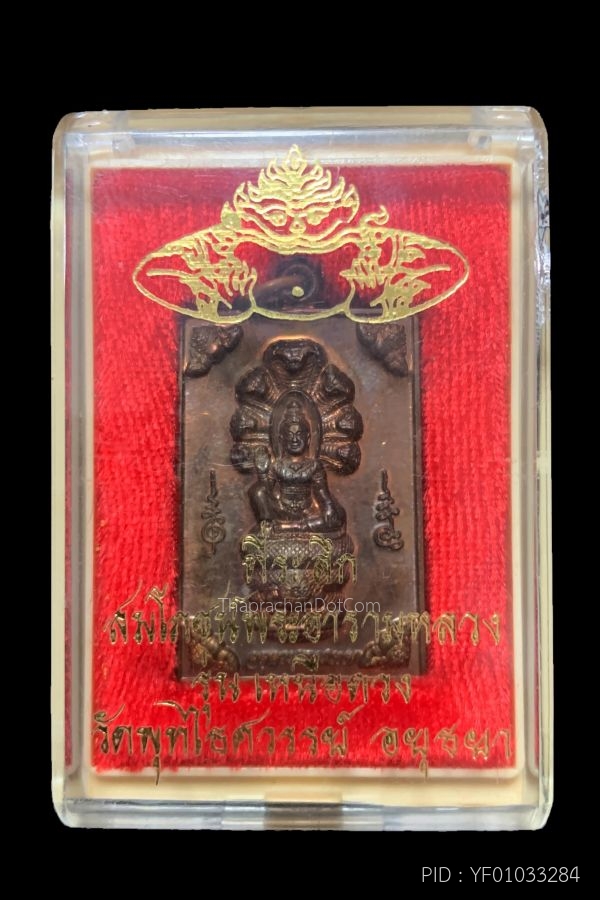 ที่ระลึก
ThaprachanDotCom
สมโภชน์พระอารามหลวง
รุ่น เหนือดวง
วัดพุทไธศวรรย์ อยุธยา
PID : YF01033284